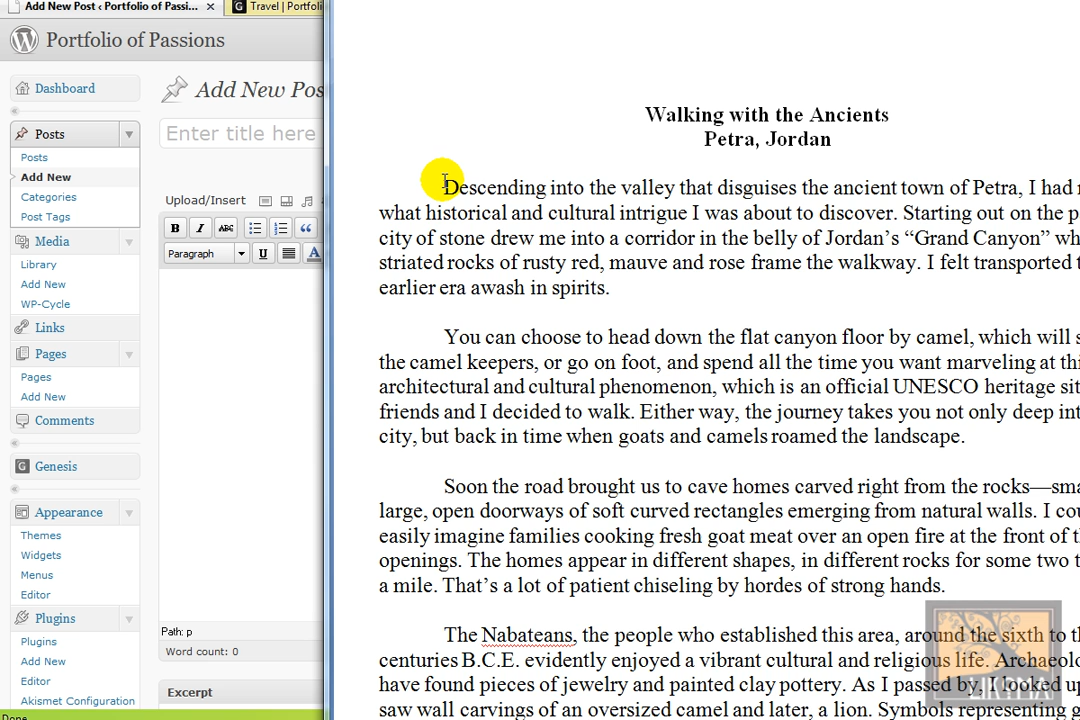 Add New Post ‹ Portfolio of Passi...
Travel | Portfoli
Portfolio of Passions
Dashboard
Posts
Posts
Add New
Categories
Post Tags
Media
Library
Add New
WP-Cycle
Links
Pages
Pages
Add New
Comments
Genesis
Appearance
Themes
Widgets
Menus
Editor
Plugins
Plugins
Add New
Editor
Akismet Configuration
Done
Add New Pos
Enter title here
Upload/Insert
B I ABC
Paragraph U A
Path: p
Word count: 0
Excerpt
Walking with the Ancients
Petra, Jordan
Descending into the valley that disguises the ancient town of Petra, I had
what historical and cultural intrigue I was about to discover. Starting out on the p
city of stone drew me into a corridor in the belly of Jordan’s “Grand Canyon” wh
striated rocks of rusty red, mauve and rose frame the walkway. I felt transported t
earlier era awash in spirits.
You can choose to head down the flat canyon floor by camel, which will s
the camel keepers, or go on foot, and spend all the time you want marveling at thi
architectural and cultural phenomenon, which is an official UNESCO heritage sit
friends and I decided to walk. Either way, the journey takes you not only deep int
city, but back in time when goats and camels roamed the landscape.
Soon the road brought us to cave homes carved right from the rocks—sma
large, open doorways of soft curved rectangles emerging from natural walls. I cou
easily imagine families cooking fresh goat meat over an open fire at the front of t
openings. The homes appear in different shapes, in different rocks for some two t
a mile. That’s a lot of patient chiseling by hordes of strong hands.
The Nabateans, the people who established this area, around the sixth to th
centuries B.C.E. evidently enjoyed a vibrant cultural and religious life. Archaeolo
have found pieces of jewelry and painted clay pottery. As I passed by, I looked up
saw wall carvings of an oversized camel and later, a lion. Symbols representing g